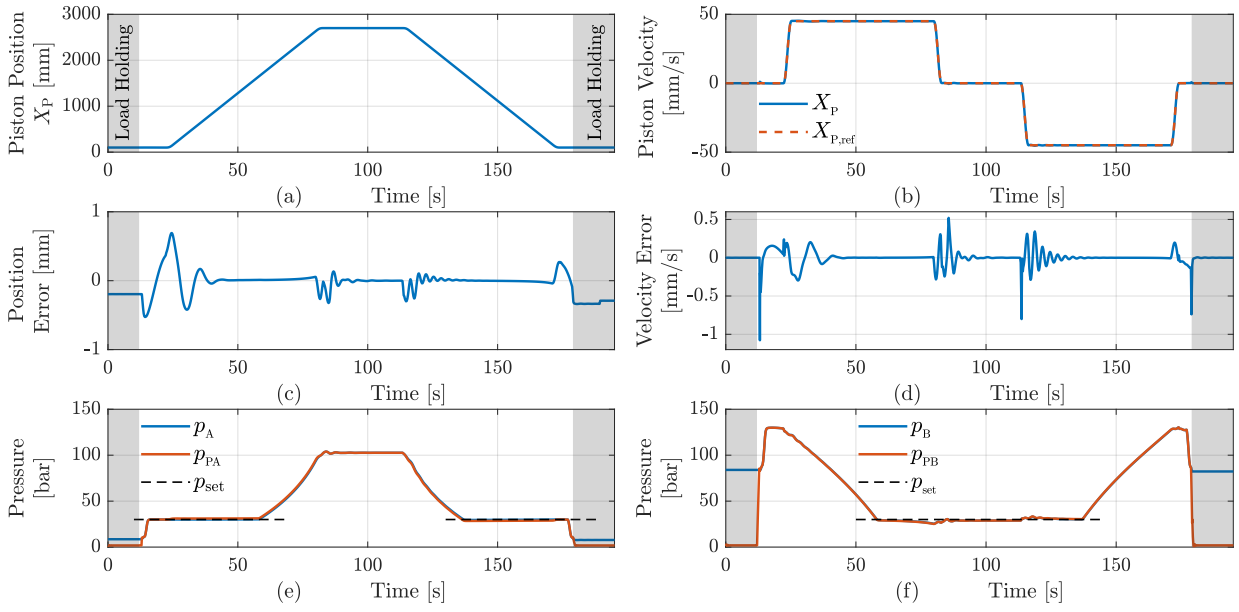 Piston Position
X_P [mm]
3000
2000
1000
0
Load Holding
Load Holding
0
50
100
150
Time [s]
(a)
Piston Velocity
[mm/s]
50
0
-50
X_P
X_P,ref
0
50
100
150
Time [s]
(b)
Position
Error [mm]
1
0
-1
0
50
100
150
Time [s]
(c)
Velocity Error
[mm/s]
0.5
0
-0.5
-1
0
50
100
150
Time [s]
(d)
Pressure
[bar]
150
100
50
0
p_A
p_PA
p_set
0
50
100
150
Time [s]
(e)
Pressure
[bar]
150
100
50
0
p_B
p_PB
p_set
0
50
100
150
Time [s]
(f)